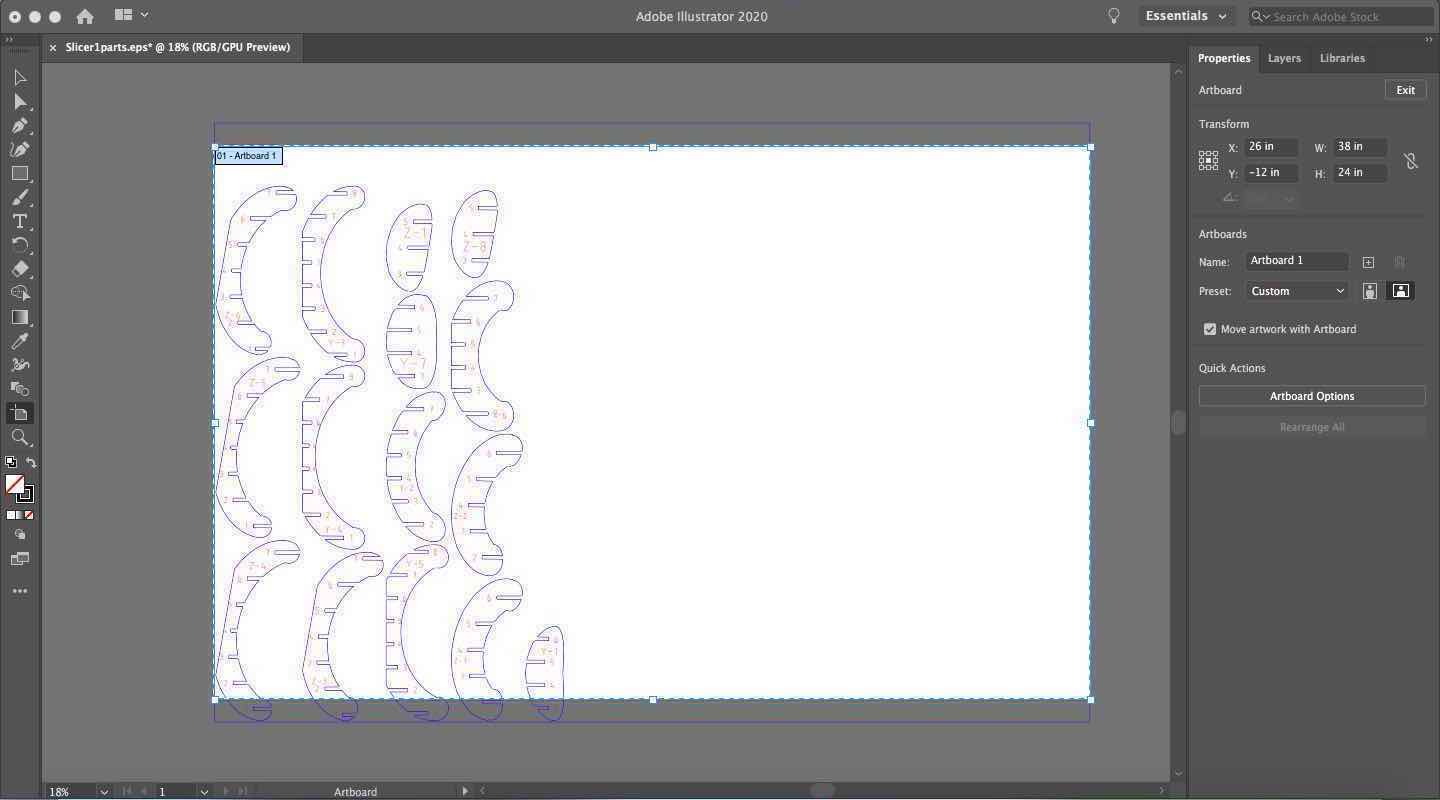 Adobe Illustrator 2020
Essentials
Search Adobe Stock
× Slicer1parts.eps* @ 18% (RGB/GPU Preview)
Properties
Layers
Libraries
Artboard
Exit
Transform
X: 26 in
W: 38 in
Y: -12 in
H: 24 in
Artboards
Name: Artboard 1
Preset: Custom
Move artwork with Artboard
Quick Actions
Artboard Options
Rearrange All
01 - Artboard 1
Z-1
Z-8
Y-7
Z-5
Y-4
Y-2
Z-2
Z-4
Y-5
Z-3
Z-1
Y-1
18%
1
Artboard